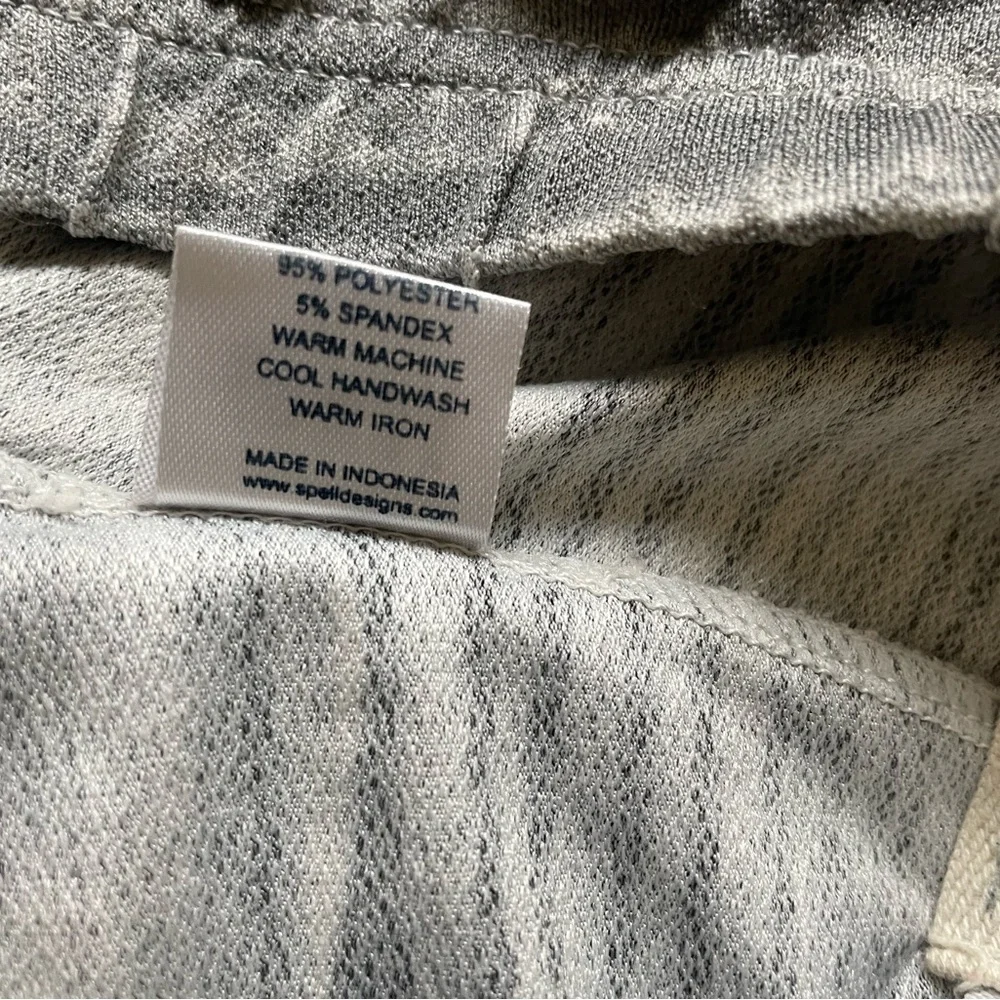 95% POLYESTER
5% SPANDEX
WARM MACHINE
COOL HANDWASH
WARM IRON
MADE IN INDONESIA
www.spelldesigns.com